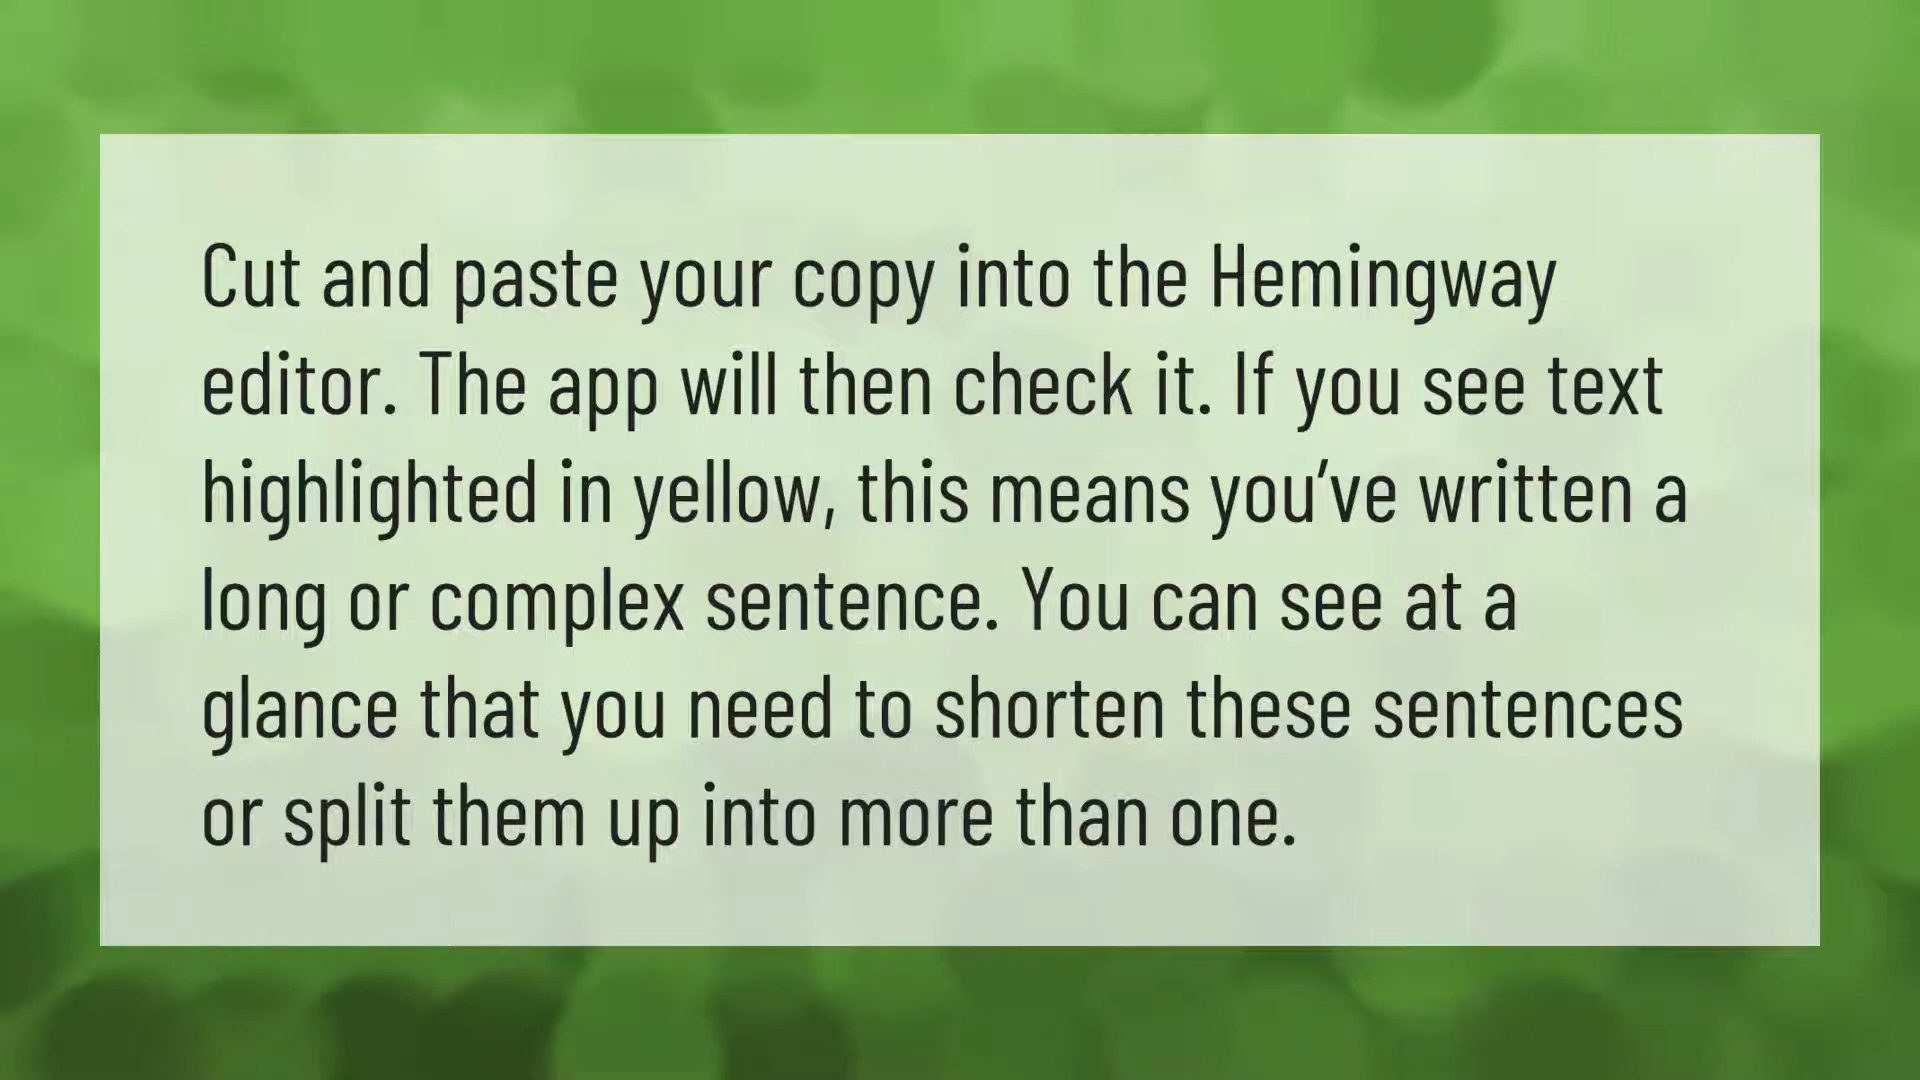 Cut and paste your copy into the Hemingway
editor. The app will then check it. If you see text
highlighted in yellow, this means you’ve written a
long or complex sentence. You can see at a
glance that you need to shorten these sentences
or split them up into more than one.